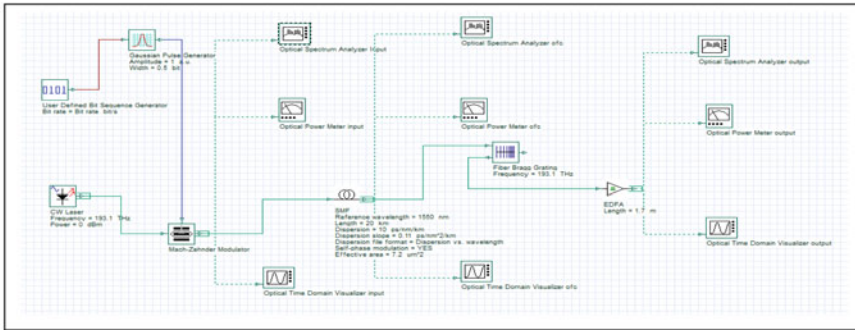 Gaussian Pulse Generator
Amplitude = 1 a.u.
Width = 0.5 bit
0101
User Defined Bit Sequence Generator
Bit rate = Bit rate bit/s
CW Laser
Frequency = 193.1 THz
Power = 0 dBm
Mach-Zehnder Modulator
Optical Spectrum Analyzer input
Optical Power Meter input
SMF
Reference wavelength = 1550 nm
Length = 20 km
Dispersion = 10 ps/nm/km
Dispersion slope = 0.11 ps/nm^2/km
Dispersion file format = Dispersion vs. wavelength
Self-phase modulation = YES
Effective area = 7.2 um^2
Optical Time Domain Visualizer input
Optical Spectrum Analyzer ofc
Optical Power Meter ofc
Fiber Bragg Grating
Frequency = 193.1 THz
Optical Time Domain Visualizer ofc
EDFA
Length = 1.7 m
Optical Spectrum Analyzer output
Optical Power Meter output
Optical Time Domain Visualizer output